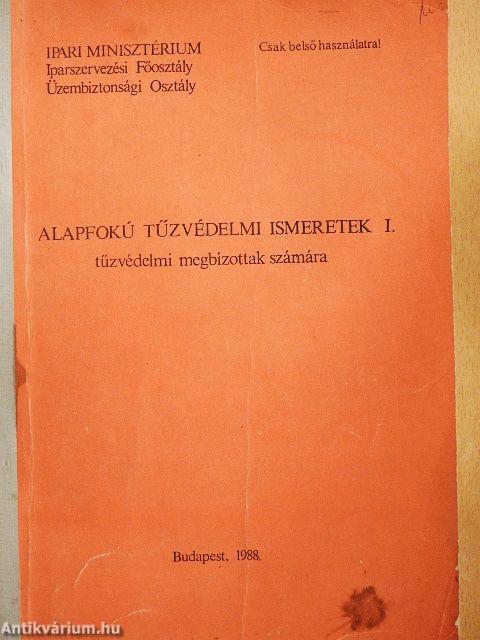 IPARI MINISZTÉRIUM
Iparszervezési Főosztály
Üzembiztonsági Osztály
Csak belső használatra!
ALAPFOKÚ TŰZVÉDELMI ISMERETEK I.
tűzvédelmi megbízottak számára
Budapest, 1988.
Antikvárium.hu